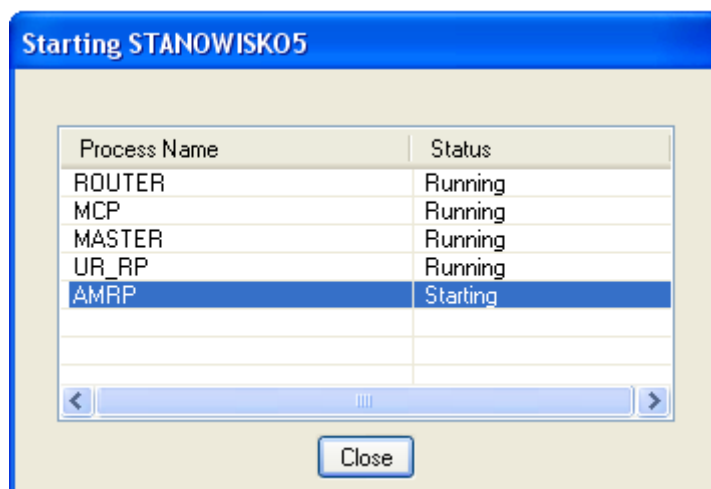 Starting STANOWISKO5
Process Name Status
ROUTER Running
MCP Running
MASTER Running
UR_RP Running
AMRP Starting
Close